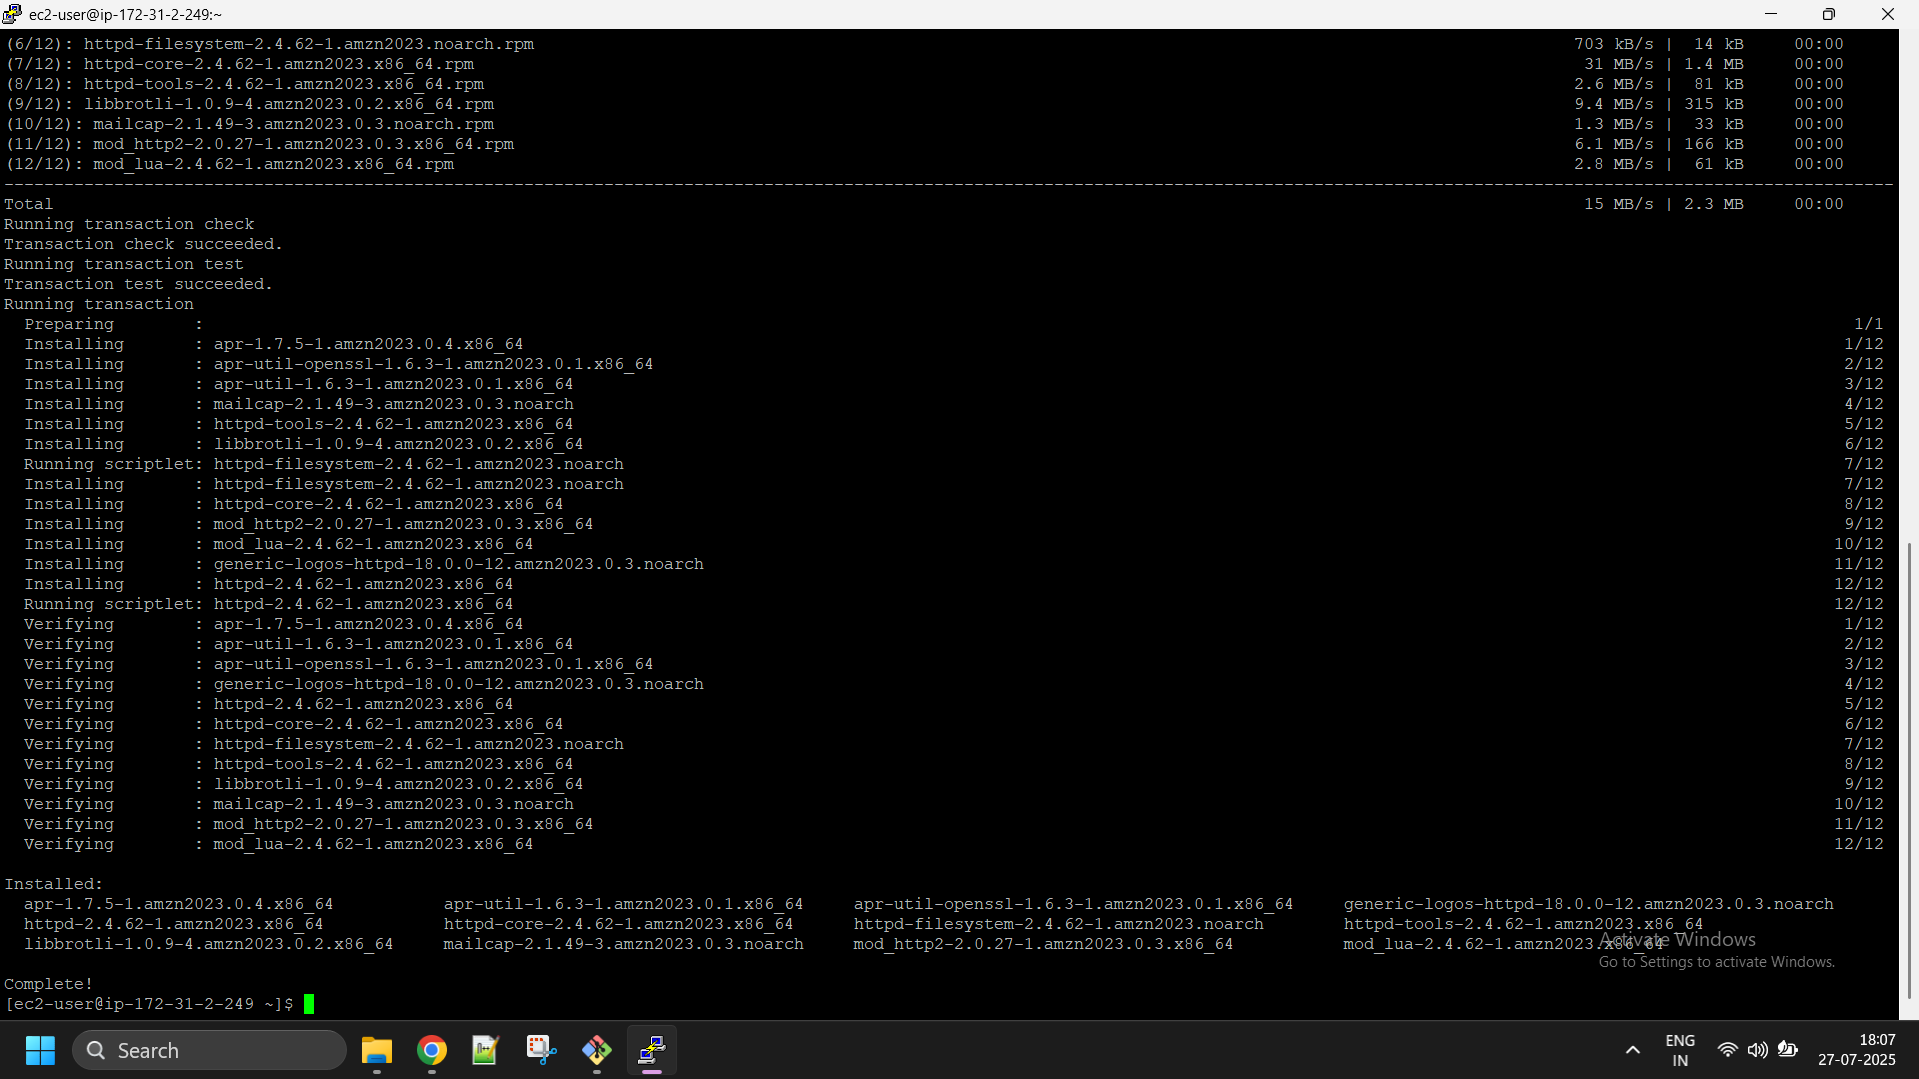 ec2-user@ip-172-31-2-249:~
(6/12): httpd-filesystem-2.4.62-1.amzn2023.noarch.rpm 703 kB/s | 14 kB 00:00
(7/12): httpd-core-2.4.62-1.amzn2023.x86_64.rpm 31 MB/s | 1.4 MB 00:00
(8/12): httpd-tools-2.4.62-1.amzn2023.x86_64.rpm 2.6 MB/s | 81 kB 00:00
(9/12): libbrotli-1.0.9-4.amzn2023.0.2.x86_64.rpm 9.4 MB/s | 315 kB 00:00
(10/12): mailcap-2.1.49-3.amzn2023.0.3.noarch.rpm 1.3 MB/s | 33 kB 00:00
(11/12): mod_http2-2.0.27-1.amzn2023.0.3.x86_64.rpm 6.1 MB/s | 166 kB 00:00
(12/12): mod_lua-2.4.62-1.amzn2023.x86_64.rpm 2.8 MB/s | 61 kB 00:00
--------------------------------------------------------------------------------
Total 15 MB/s | 2.3 MB 00:00
Running transaction check
Transaction check succeeded.
Running transaction test
Transaction test succeeded.
Running transaction
Preparing : 1/1
Installing : apr-1.7.5-1.amzn2023.0.4.x86_64 1/12
Installing : apr-util-openssl-1.6.3-1.amzn2023.0.1.x86_64 2/12
Installing : apr-util-1.6.3-1.amzn2023.0.1.x86_64 3/12
Installing : mailcap-2.1.49-3.amzn2023.0.3.noarch 4/12
Installing : httpd-tools-2.4.62-1.amzn2023.x86_64 5/12
Installing : libbrotli-1.0.9-4.amzn2023.0.2.x86_64 6/12
Running scriptlet: httpd-filesystem-2.4.62-1.amzn2023.noarch 7/12
Installing : httpd-filesystem-2.4.62-1.amzn2023.noarch 7/12
Installing : httpd-core-2.4.62-1.amzn2023.x86_64 8/12
Installing : mod_http2-2.0.27-1.amzn2023.0.3.x86_64 9/12
Installing : mod_lua-2.4.62-1.amzn2023.x86_64 10/12
Installing : generic-logos-httpd-18.0.0-12.amzn2023.0.3.noarch 11/12
Installing : httpd-2.4.62-1.amzn2023.x86_64 12/12
Running scriptlet: httpd-2.4.62-1.amzn2023.x86_64 12/12
Verifying : apr-1.7.5-1.amzn2023.0.4.x86_64 1/12
Verifying : apr-util-1.6.3-1.amzn2023.0.1.x86_64 2/12
Verifying : apr-util-openssl-1.6.3-1.amzn2023.0.1.x86_64 3/12
Verifying : generic-logos-httpd-18.0.0-12.amzn2023.0.3.noarch 4/12
Verifying : httpd-2.4.62-1.amzn2023.x86_64 5/12
Verifying : httpd-core-2.4.62-1.amzn2023.x86_64 6/12
Verifying : httpd-filesystem-2.4.62-1.amzn2023.noarch 7/12
Verifying : httpd-tools-2.4.62-1.amzn2023.x86_64 8/12
Verifying : libbrotli-1.0.9-4.amzn2023.0.2.x86_64 9/12
Verifying : mailcap-2.1.49-3.amzn2023.0.3.noarch 10/12
Verifying : mod_http2-2.0.27-1.amzn2023.0.3.x86_64 11/12
Verifying : mod_lua-2.4.62-1.amzn2023.x86_64 12/12
Installed:
apr-1.7.5-1.amzn2023.0.4.x86_64 apr-util-1.6.3-1.amzn2023.0.1.x86_64 apr-util-openssl-1.6.3-1.amzn2023.0.1.x86_64 generic-logos-httpd-18.0.0-12.amzn2023.0.3.noarch
httpd-2.4.62-1.amzn2023.x86_64 httpd-core-2.4.62-1.amzn2023.x86_64 httpd-filesystem-2.4.62-1.amzn2023.noarch httpd-tools-2.4.62-1.amzn2023.x86_64
libbrotli-1.0.9-4.amzn2023.0.2.x86_64 mailcap-2.1.49-3.amzn2023.0.3.noarch mod_http2-2.0.27-1.amzn2023.0.3.x86_64 mod_lua-2.4.62-1.amzn2023.x86_64
Activate Windows
Go to Settings to activate Windows.
Complete!
[ec2-user@ip-172-31-2-249 ~]$
Search
ENG
IN
18:07
27-07-2025